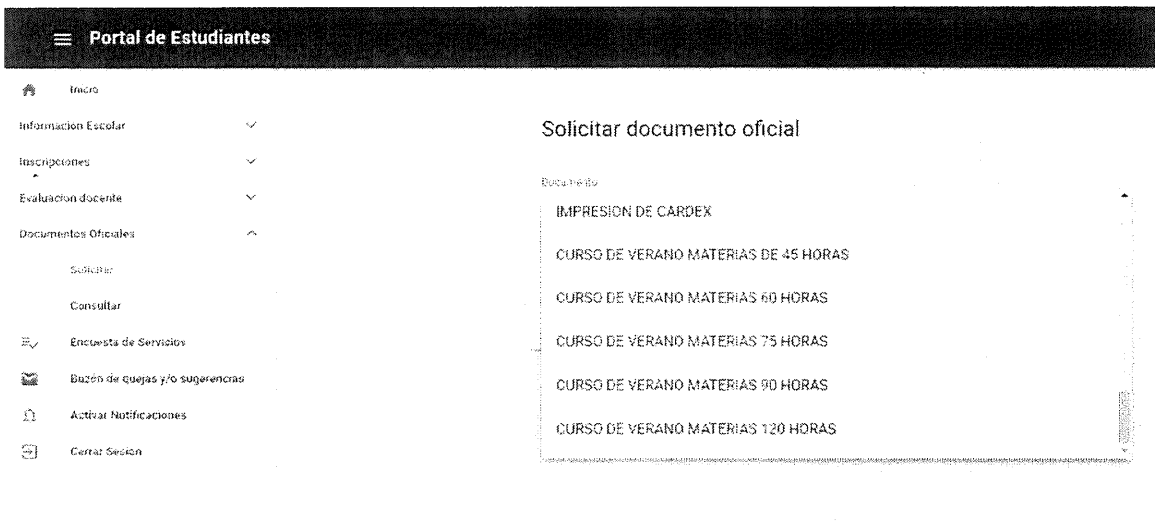 Portal de Estudiantes
Inicio
Informacion Escolar
Inscripciones
Evaluacion docente
Documentos Oficiales
Solicitar
Consultar
Encuesta de Servicios
Buzón de quejas y/o sugerencias
Activar Notificaciones
Cerrar Sesion
Solicitar documento oficial
Documento
IMPRESION DE CARDEX
CURSO DE VERANO MATERIAS DE 45 HORAS
CURSO DE VERANO MATERIAS 60 HORAS
CURSO DE VERANO MATERIAS 75 HORAS
CURSO DE VERANO MATERIAS 90 HORAS
CURSO DE VERANO MATERIAS 120 HORAS